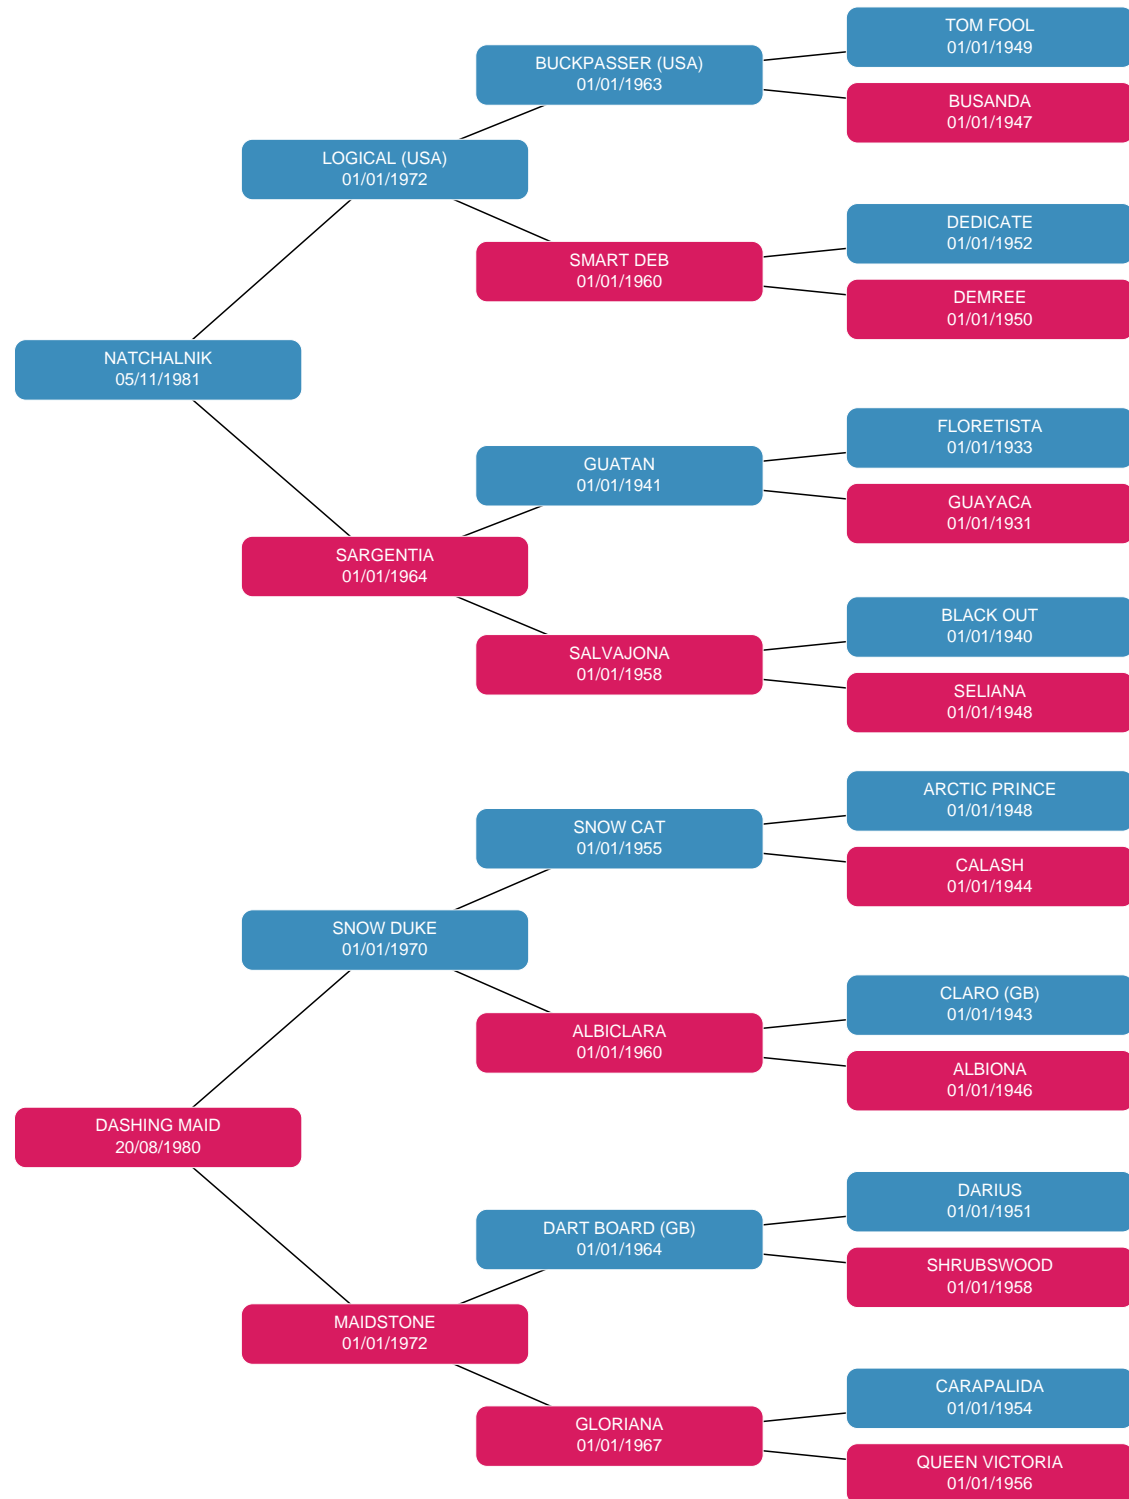 TOM FOOL
01/01/1949
BUCKPASSER (USA)
01/01/1963
BUSANDA
01/01/1947
LOGICAL (USA)
01/01/1972
DEDICATE
01/01/1952
SMART DEB
01/01/1960
DEMREE
01/01/1950
NATCHALNIK
05/11/1981
FLORETISTA
01/01/1933
GUATAN
01/01/1941
GUAYACA
01/01/1931
SARGENTIA
01/01/1964
BLACK OUT
01/01/1940
SALVAJONA
01/01/1958
SELIANA
01/01/1948
ARCTIC PRINCE
01/01/1948
SNOW CAT
01/01/1955
CALASH
01/01/1944
SNOW DUKE
01/01/1970
CLARO (GB)
01/01/1943
ALBICLARA
01/01/1960
ALBIONA
01/01/1946
DASHING MAID
20/08/1980
DARIUS
01/01/1951
DART BOARD (GB)
01/01/1964
SHRUBSWOOD
01/01/1958
MAIDSTONE
01/01/1972
CARAPALIDA
01/01/1954
GLORIANA
01/01/1967
QUEEN VICTORIA
01/01/1956